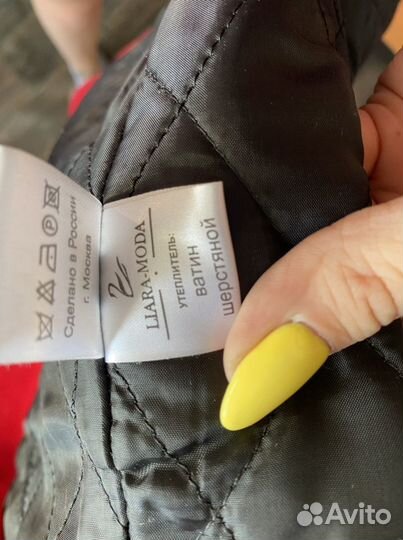 Сделано в России
г. Москва
LIARA-MODA
УТЕПЛИТЕЛЬ:
ВАТИН
ШЕРСТЯНОЙ
Avito